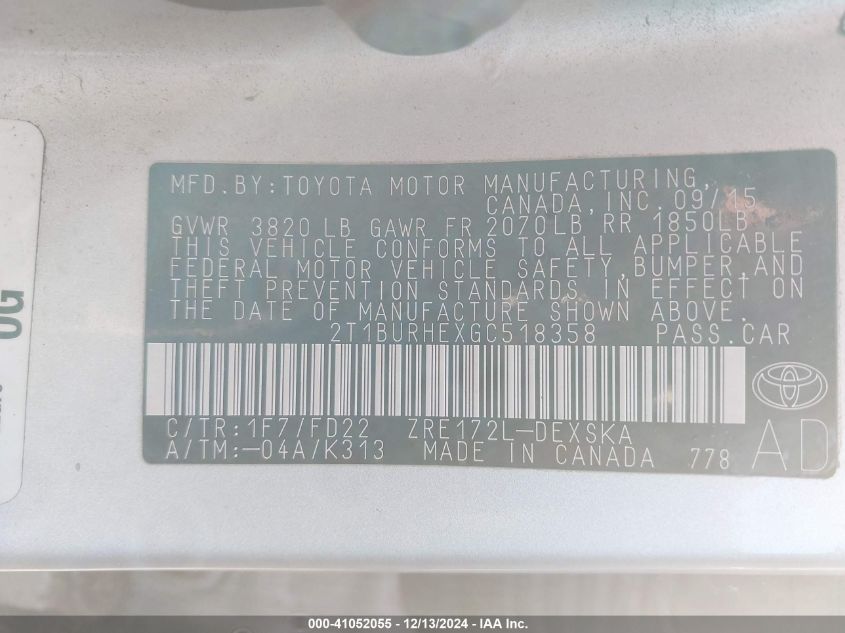 MFD.BY:TOYOTA MOTOR MANUFACTURING,
CANADA,INC.09/15
GVWR 3820 LB GAWR FR 2070LB RR 1850LB
THIS VEHICLE CONFORMS TO ALL APPLICABLE
FEDERAL MOTOR VEHICLE SAFETY,BUMPER,AND
THEFT PREVENTION STANDARDS IN EFFECT ON
THE DATE OF MANUFACTURE SHOWN ABOVE.
2T1BURHEXGC518358 PASS.CAR
C/TR:1F7/FD22 ZRE172L-DEXSKA
A/TM:-04A/K313 MADE IN CANADA 778
AD
UG
000-41052055 - 12/13/2024 - IAA Inc.